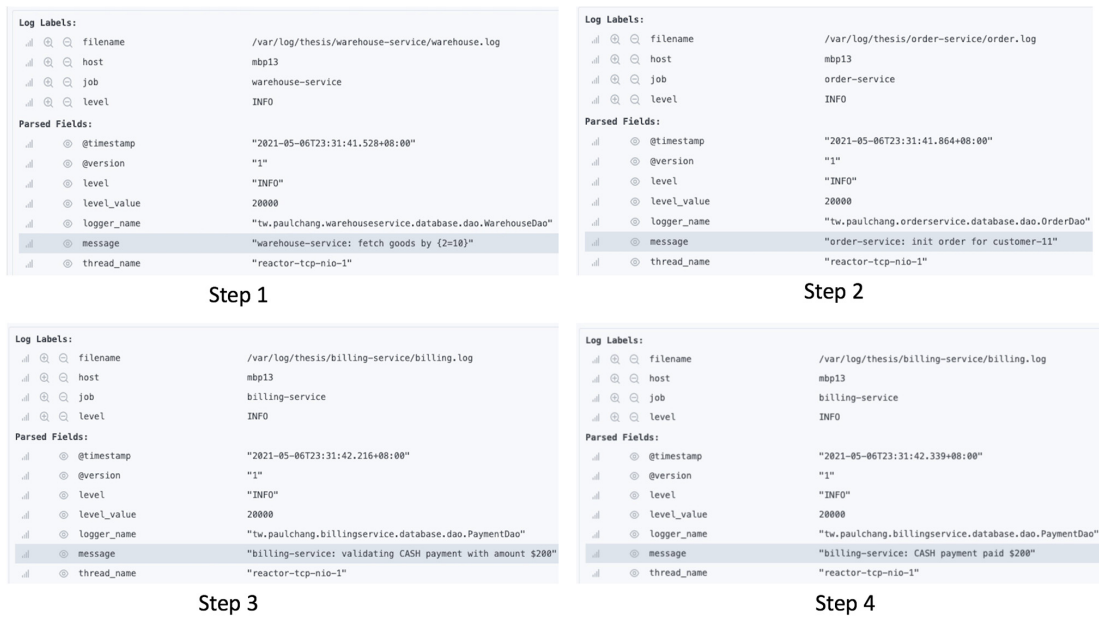 Log Labels:
filename /var/log/thesis/warehouse-service/warehouse.log
host mbp13
job warehouse-service
level INFO
Parsed Fields:
@timestamp "2021-05-06T23:31:41.528+08:00"
@version "1"
level "INFO"
level_value 20000
logger_name "tw.paulchang.warehouseservice.database.dao.WarehouseDao"
message "warehouse-service: fetch goods by {2=10}"
thread_name "reactor-tcp-nio-1"
Step 1
Log Labels:
filename /var/log/thesis/order-service/order.log
host mbp13
job order-service
level INFO
Parsed Fields:
@timestamp "2021-05-06T23:31:41.864+08:00"
@version "1"
level "INFO"
level_value 20000
logger_name "tw.paulchang.orderservice.database.dao.OrderDao"
message "order-service: init order for customer-11"
thread_name "reactor-tcp-nio-1"
Step 2
Log Labels:
filename /var/log/thesis/billing-service/billing.log
host mbp13
job billing-service
level INFO
Parsed Fields:
@timestamp "2021-05-06T23:31:42.216+08:00"
@version "1"
level "INFO"
level_value 20000
logger_name "tw.paulchang.billingservice.database.dao.PaymentDao"
message "billing-service: validating CASH payment with amount $200"
thread_name "reactor-tcp-nio-1"
Step 3
Log Labels:
filename /var/log/thesis/billing-service/billing.log
host mbp13
job billing-service
level INFO
Parsed Fields:
@timestamp "2021-05-06T23:31:42.339+08:00"
@version "1"
level "INFO"
level_value 20000
logger_name "tw.paulchang.billingservice.database.dao.PaymentDao"
message "billing-service: CASH payment paid $200"
thread_name "reactor-tcp-nio-1"
Step 4